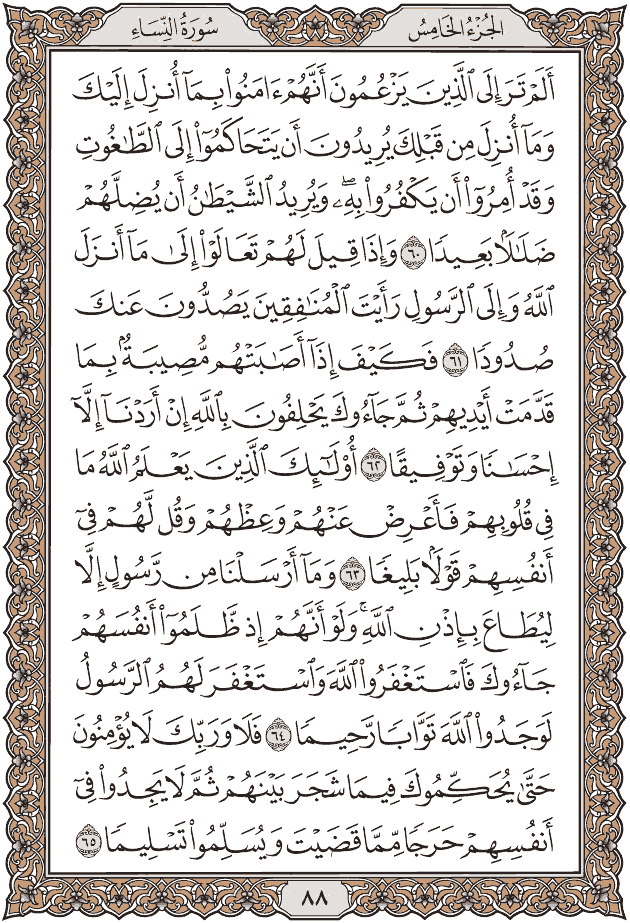 الجُزْءُ الخَامِسُ
سُورَةُ النِّسَاءِ
أَلَمۡ تَرَ إِلَى ٱلَّذِينَ يَزۡعُمُونَ أَنَّهُمۡ ءَامَنُواْ بِمَآ أُنزِلَ إِلَيۡكَ
وَمَآ أُنزِلَ مِن قَبۡلِكَ يُرِيدُونَ أَن يَتَحَاكَمُوٓاْ إِلَى ٱلطَّٰغُوتِ
وَقَدۡ أُمِرُوٓاْ أَن يَكۡفُرُواْ بِهِۦۖ وَيُرِيدُ ٱلشَّيۡطَٰنُ أَن يُضِلَّهُمۡ
ضَلَٰلَۢا بَعِيدٗا ٦٠ وَإِذَا قِيلَ لَهُمۡ تَعَالَوۡاْ إِلَىٰ مَآ أَنزَلَ
ٱللَّهُ وَإِلَى ٱلرَّسُولِ رَأَيۡتَ ٱلۡمُنَٰفِقِينَ يَصُدُّونَ عَنكَ
صُدُودٗا ٦١ فَكَيۡفَ إِذَآ أَصَٰبَتۡهُم مُّصِيبَةُۢ بِمَا
قَدَّمَتۡ أَيۡدِيهِمۡ ثُمَّ جَآءُوكَ يَحۡلِفُونَ بِٱللَّهِ إِنۡ أَرَدۡنَآ إِلَّآ
إِحۡسَٰنٗا وَتَوۡفِيقًا ٦٢ أُوْلَٰٓئِكَ ٱلَّذِينَ يَعۡلَمُ ٱللَّهُ مَا
فِي قُلُوبِهِمۡ فَأَعۡرِضۡ عَنۡهُمۡ وَعِظۡهُمۡ وَقُل لَّهُمۡ فِيٓ
أَنفُسِهِمۡ قَوۡلَۢا بَلِيغٗا ٦٣ وَمَآ أَرۡسَلۡنَا مِن رَّسُولٍ إِلَّا
لِيُطَاعَ بِإِذۡنِ ٱللَّهِۚ وَلَوۡ أَنَّهُمۡ إِذ ظَّلَمُوٓاْ أَنفُسَهُمۡ
جَآءُوكَ فَٱسۡتَغۡفَرُواْ ٱللَّهَ وَٱسۡتَغۡفَرَ لَهُمُ ٱلرَّسُولُ
لَوَجَدُواْ ٱللَّهَ تَوَّابٗا رَّحِيمٗا ٦٤ فَلَا وَرَبِّكَ لَا يُؤۡمِنُونَ
حَتَّىٰ يُحَكِّمُوكَ فِيمَا شَجَرَ بَيۡنَهُمۡ ثُمَّ لَا يَجِدُواْ فِيٓ
أَنفُسِهِمۡ حَرَجٗا مِّمَّا قَضَيۡتَ وَيُسَلِّمُواْ تَسۡلِيمٗا ٦٥
٨٨